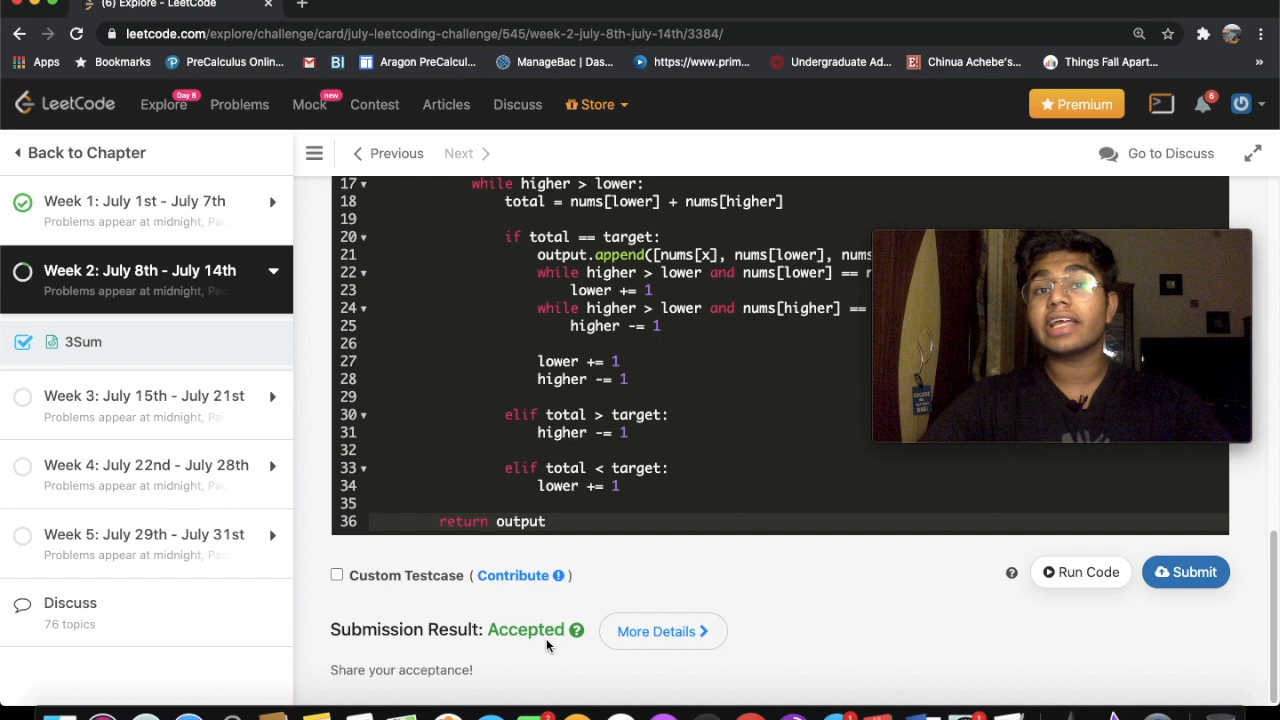 (6) Explore - LeetCode
leetcode.com/explore/challenge/card/july-leetcoding-challenge/545/week-2-july-8th-july-14th/3384/
Apps Bookmarks PreCalculus Onlin... BI Aragon PreCalcul... ManageBac | Das... https://www.prim... Undergraduate Ad... E! Chinua Achebe's... Things Fall Apart... »
LeetCode Explore Day 8 Problems Mock new Contest Articles Discuss Store Premium 6
Back to Chapter
Previous Next Go to Discuss
Week 1: July 1st - July 7th
Problems appear at midnight, Pac
Week 2: July 8th - July 14th
Problems appear at midnight, Pac
3Sum
Week 3: July 15th - July 21st
Problems appear at midnight, Pac
Week 4: July 22nd - July 28th
Problems appear at midnight, Pac
Week 5: July 29th - July 31st
Problems appear at midnight, Pac
Discuss
76 topics
17 while higher > lower:
18 total = nums[lower] + nums[higher]
19
20 if total == target:
21 output.append([nums[x], nums[lower], nums
22 while higher > lower and nums[lower] ==
23 lower += 1
24 while higher > lower and nums[higher] ==
25 higher -= 1
26
27 lower += 1
28 higher -= 1
29
30 elif total > target:
31 higher -= 1
32
33 elif total < target:
34 lower += 1
35
36 return output
Custom Testcase ( Contribute ) Run Code Submit
Submission Result: Accepted More Details
Share your acceptance!